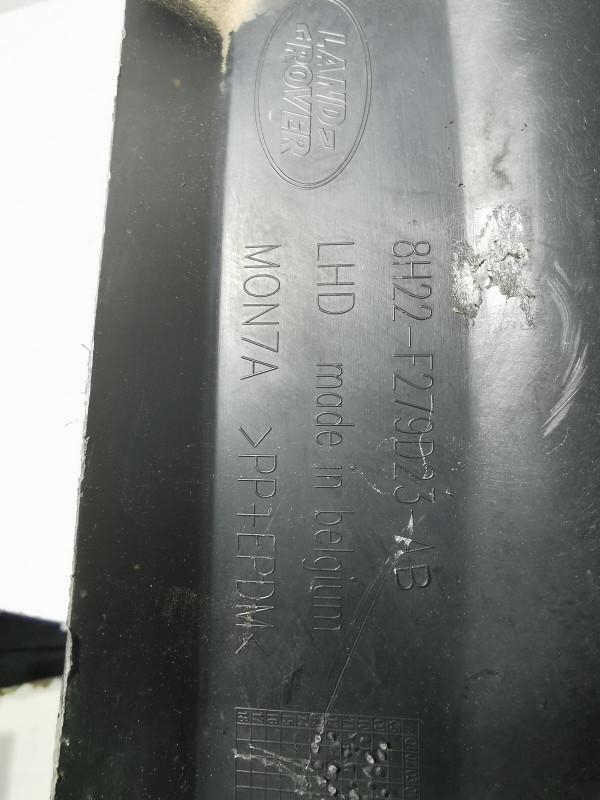 LAND
ROVER
8H22-F279D23-AB
LHD made in belgium
MON7A >PP+EPDM<